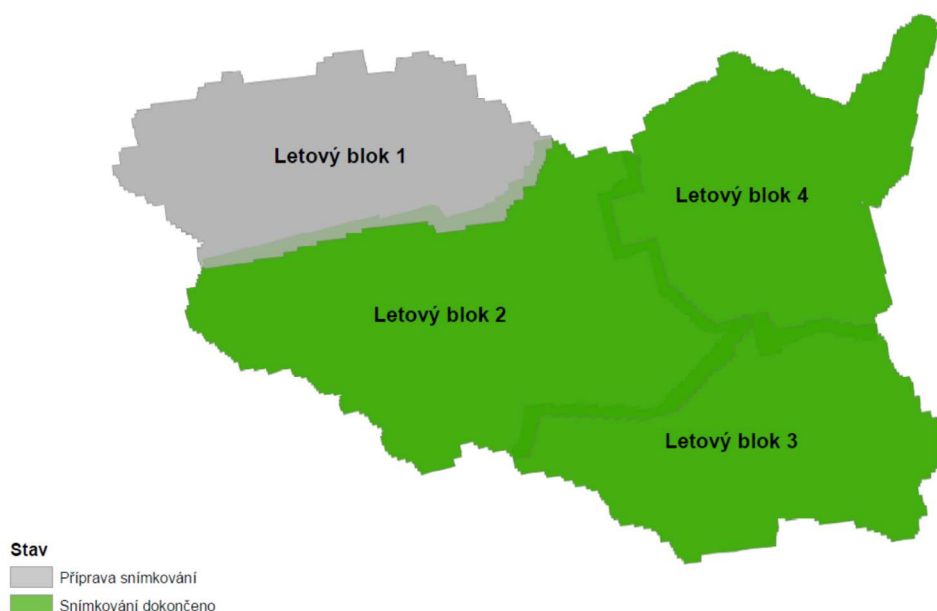 Letový blok 1
Letový blok 4
Letový blok 2
Letový blok 3
Stav
Příprava snímkování
Snímkování dokončeno